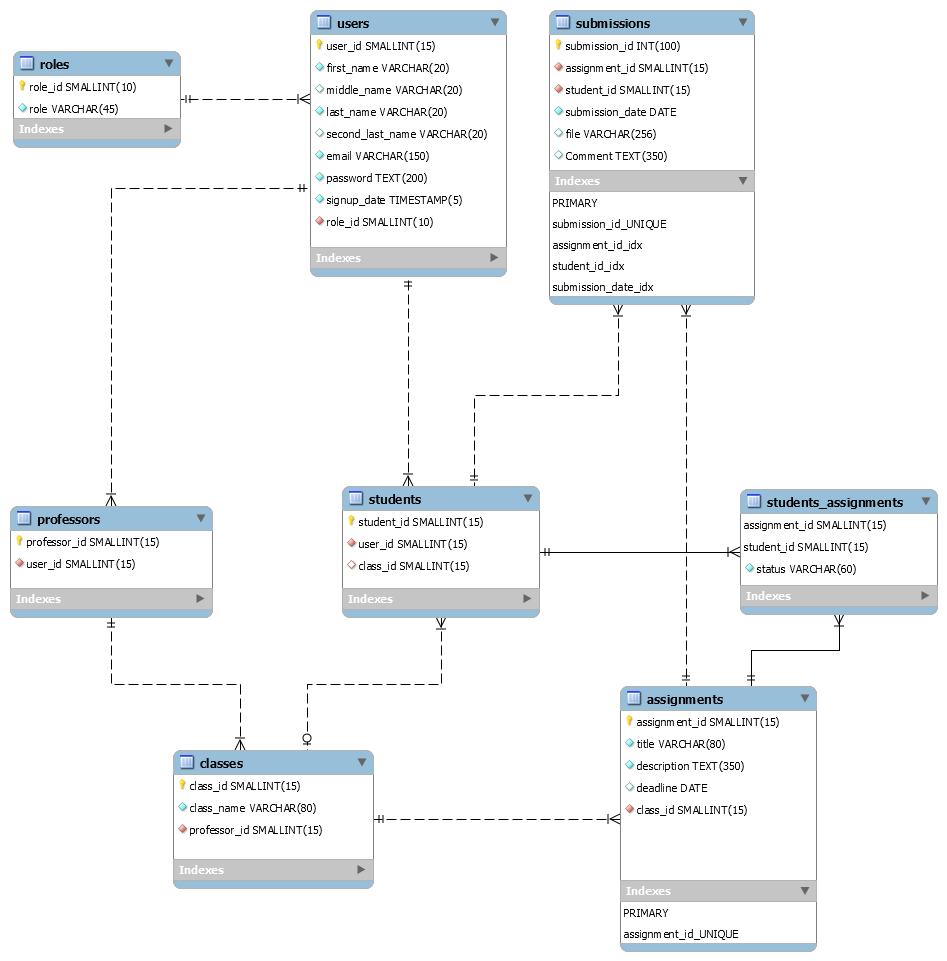 roles
role_id SMALLINT(10)
role VARCHAR(45)
Indexes
users
user_id SMALLINT(15)
first_name VARCHAR(20)
middle_name VARCHAR(20)
last_name VARCHAR(20)
second_last_name VARCHAR(20)
email VARCHAR(150)
password TEXT(200)
signup_date TIMESTAMP(5)
role_id SMALLINT(10)
Indexes
submissions
submission_id INT(100)
assignment_id SMALLINT(15)
student_id SMALLINT(15)
submission_date DATE
file VARCHAR(256)
Comment TEXT(350)
Indexes
PRIMARY
submission_id_UNIQUE
assignment_id_idx
student_id_idx
submission_date_idx
professors
professor_id SMALLINT(15)
user_id SMALLINT(15)
Indexes
students
student_id SMALLINT(15)
user_id SMALLINT(15)
class_id SMALLINT(15)
Indexes
students_assignments
assignment_id SMALLINT(15)
student_id SMALLINT(15)
status VARCHAR(60)
Indexes
classes
class_id SMALLINT(15)
class_name VARCHAR(80)
professor_id SMALLINT(15)
Indexes
assignments
assignment_id SMALLINT(15)
title VARCHAR(80)
description TEXT(350)
deadline DATE
class_id SMALLINT(15)
Indexes
PRIMARY
assignment_id_UNIQUE